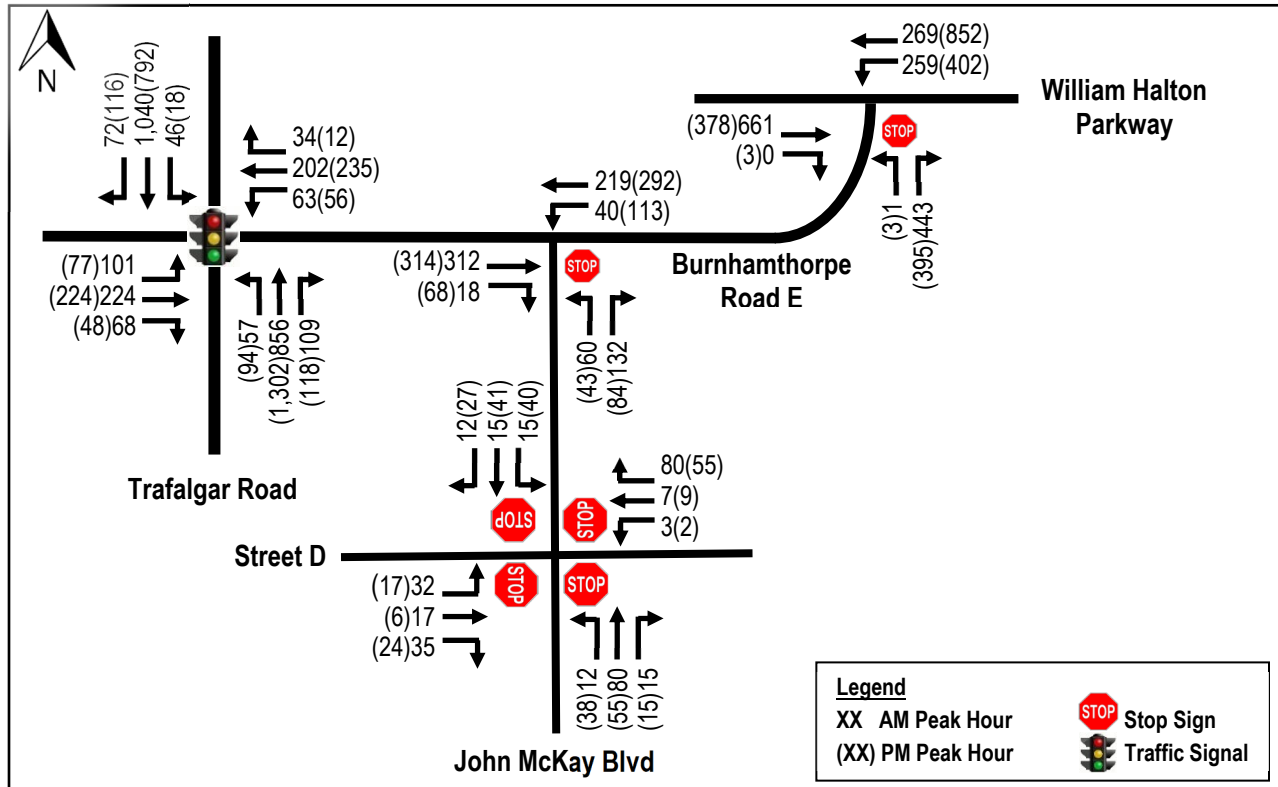 N
72(116)
1,040(792)
46(18)
34(12)
202(235)
63(56)
(77)101
(224)224
(48)68
(94)57
(1,302)856
(118)109
Trafalgar Road
219(292)
40(113)
(314)312
(68)18
STOP
(43)60
(84)132
Burnhamthorpe
Road E
269(852)
259(402)
William Halton
Parkway
(378)661
(3)0
STOP
(3)1
(395)443
12(27)
15(41)
15(40)
80(55)
7(9)
3(2)
STOP
STOP
STOP
STOP
Street D
(17)32
(6)17
(24)35
(38)12
(55)80
(15)15
John McKay Blvd
Legend
XX AM Peak Hour
(XX) PM Peak Hour
STOP Stop Sign
Traffic Signal